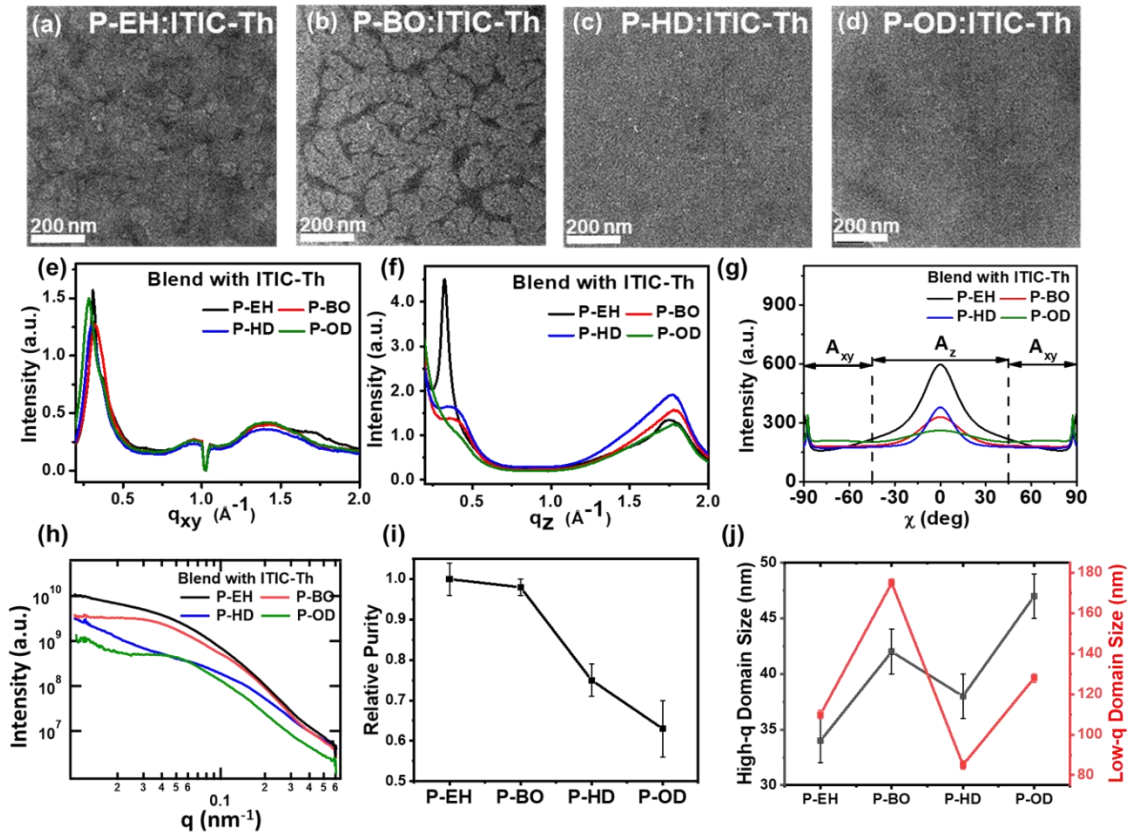 (a) P-EH:ITIC-Th
200 nm
(b) P-BO:ITIC-Th
200 nm
(c) P-HD:ITIC-Th
200 nm
(d) P-OD:ITIC-Th
200 nm
(e)
Blend with ITIC-Th
P-EH P-BO
P-HD P-OD
Intensity (a.u.)
1.5
1.0
0.5
0.0
0.5 1.0 1.5 2.0
qxy (Å-1)
(f)
Blend with ITIC-Th
P-EH P-BO
P-HD P-OD
Intensity (a.u.)
4.0
3.0
2.0
1.0
0.0
0.5 1.0 1.5 2.0
qz (Å-1)
(g)
Blend with ITIC-Th
P-EH P-BO
P-HD P-OD
Axy Az Axy
Intensity (a.u.)
900
600
300
0
-90 -60 -30 0 30 60 90
χ (deg)
(h)
Blend with ITIC-Th
P-EH P-BO
P-HD P-OD
Intensity (a.u.)
10^10
10^9
10^8
10^7
2 3 4 5 6 0.1 2 3 4 5 6
q (nm-1)
(i)
Relative Purity
1.0
0.9
0.8
0.7
0.6
0.5
P-EH P-BO P-HD P-OD
(j)
High-q Domain Size (nm)
50
45
40
35
30
P-EH P-BO P-HD P-OD
180
160
140
120
100
80
Low-q Domain Size (nm)